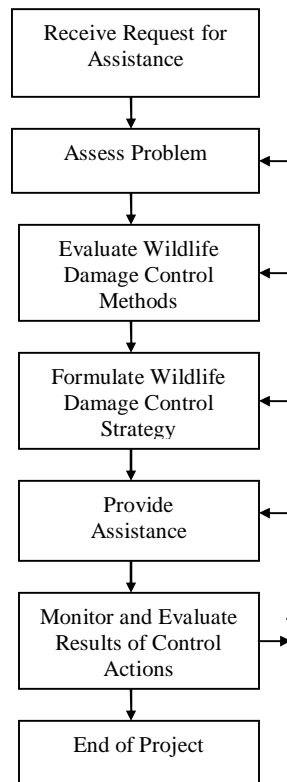 Receive Request for
Assistance
Assess Problem
Evaluate Wildlife
Damage Control
Methods
Formulate Wildlife
Damage Control
Strategy
Provide
Assistance
Monitor and Evaluate
Results of Control
Actions
End of Project